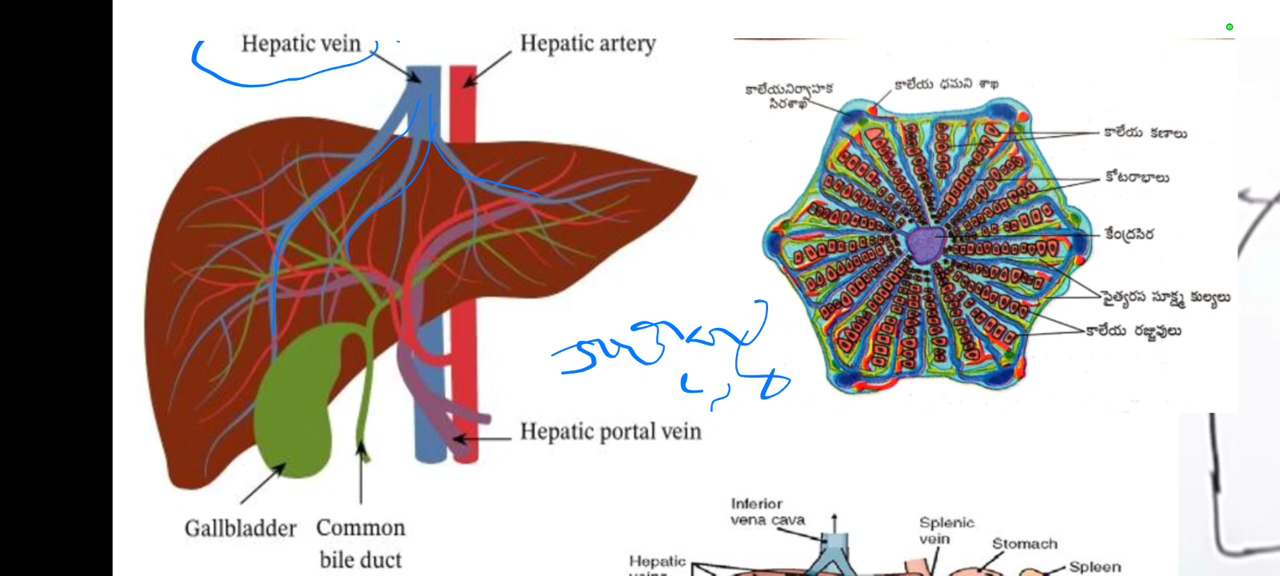 Hepatic vein
Hepatic artery
Gallbladder
Common
bile duct
Hepatic portal vein
కాలేయనిర్వాహక
సిరశాఖ
కాలేయ ధమని శాఖ
కాలేయ కణాలు
కోటరాభాలు
కేంద్రసిర
పైత్యరస సూక్ష్మ కుల్యలు
కాలేయ రజ్జువులు
Inferior
vena cava
Splenic
vein
Stomach
Spleen
Hepatic